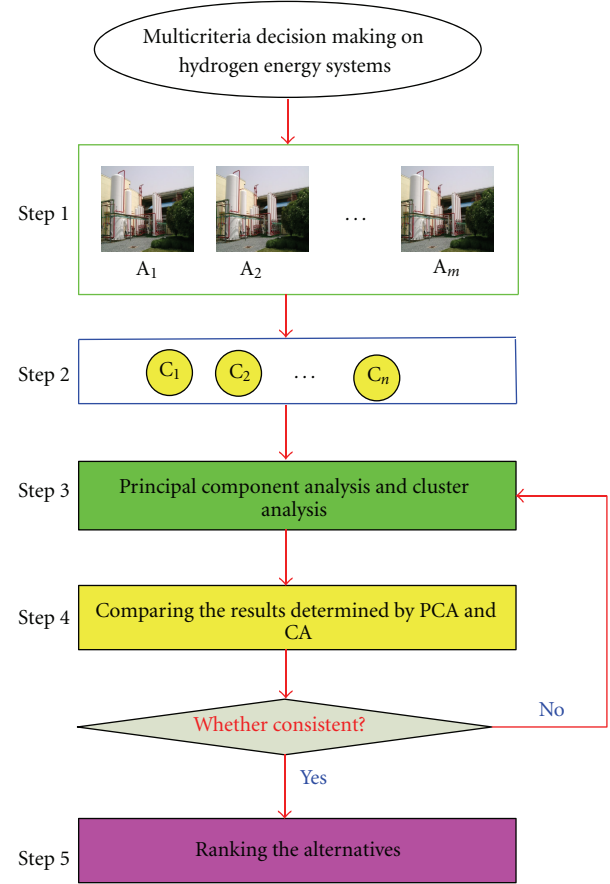 Multicriteria decision making on
hydrogen energy systems
Step 1
...
A1 A2 Am
Step 2
C1 C2 ... Cn
Step 3
Principal component analysis and cluster
analysis
Step 4
Comparing the results determined by PCA and
CA
Whether consistent?
No
Yes
Step 5
Ranking the alternatives